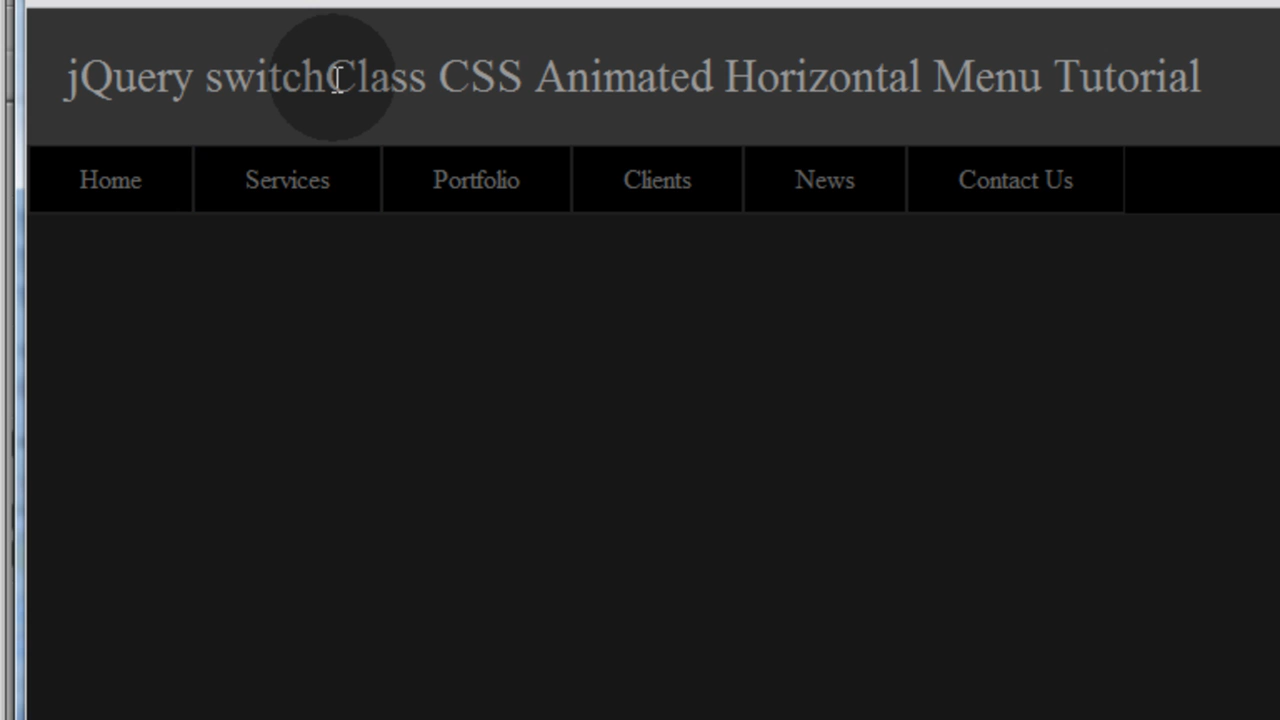 jQuery switchClass CSS Animated Horizontal Menu Tutorial
Home Services Portfolio Clients News Contact Us